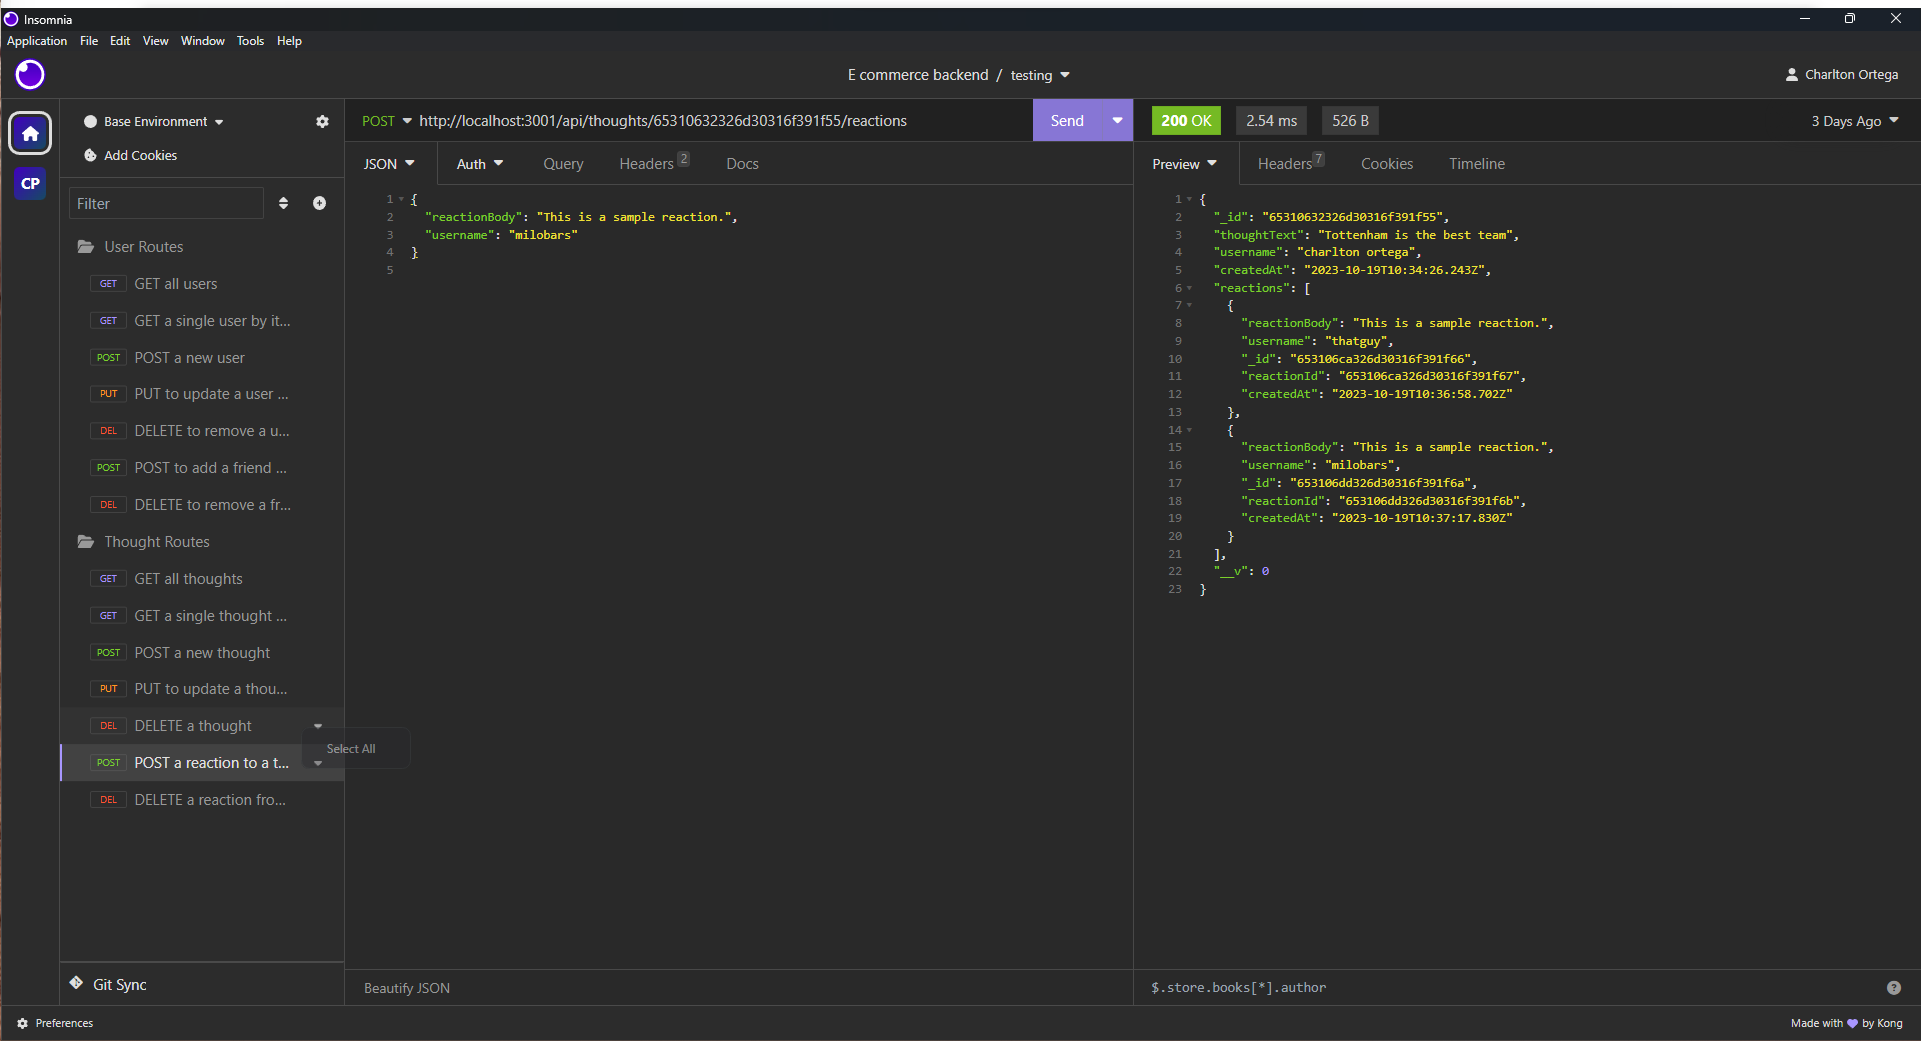 Insomnia
Application File Edit View Window Tools Help
E commerce backend / testing
Charlton Ortega
CP
Base Environment
Add Cookies
Filter
User Routes
GET GET all users
GET GET a single user by it...
POST POST a new user
PUT PUT to update a user ...
DEL DELETE to remove a u...
POST POST to add a friend ...
DEL DELETE to remove a fr...
Thought Routes
GET GET all thoughts
GET GET a single thought ...
POST POST a new thought
PUT PUT to update a thou...
DEL DELETE a thought
Select All
POST POST a reaction to a t...
DEL DELETE a reaction fro...
Git Sync
POST http://localhost:3001/api/thoughts/65310632326d30316f391f55/reactions Send
JSON Auth Query Headers 2 Docs
1 {
2 "reactionBody": "This is a sample reaction.",
3 "username": "milobars"
4 }
5
Beautify JSON
200 OK 2.54 ms 526 B 3 Days Ago
Preview Headers 7 Cookies Timeline
1 {
2 "_id": "65310632326d30316f391f55",
3 "thoughtText": "Tottenham is the best team",
4 "username": "charlton ortega",
5 "createdAt": "2023-10-19T10:34:26.243Z",
6 "reactions": [
7 {
8 "reactionBody": "This is a sample reaction.",
9 "username": "thatguy",
10 "_id": "653106ca326d30316f391f66",
11 "reactionId": "653106ca326d30316f391f67",
12 "createdAt": "2023-10-19T10:36:58.702Z"
13 },
14 {
15 "reactionBody": "This is a sample reaction.",
16 "username": "milobars",
17 "_id": "653106dd326d30316f391f6a",
18 "reactionId": "653106dd326d30316f391f6b",
19 "createdAt": "2023-10-19T10:37:17.830Z"
20 }
21 ],
22 "__v": 0
23 }
$.store.books[*].author
Preferences
Made with 💜 by Kong